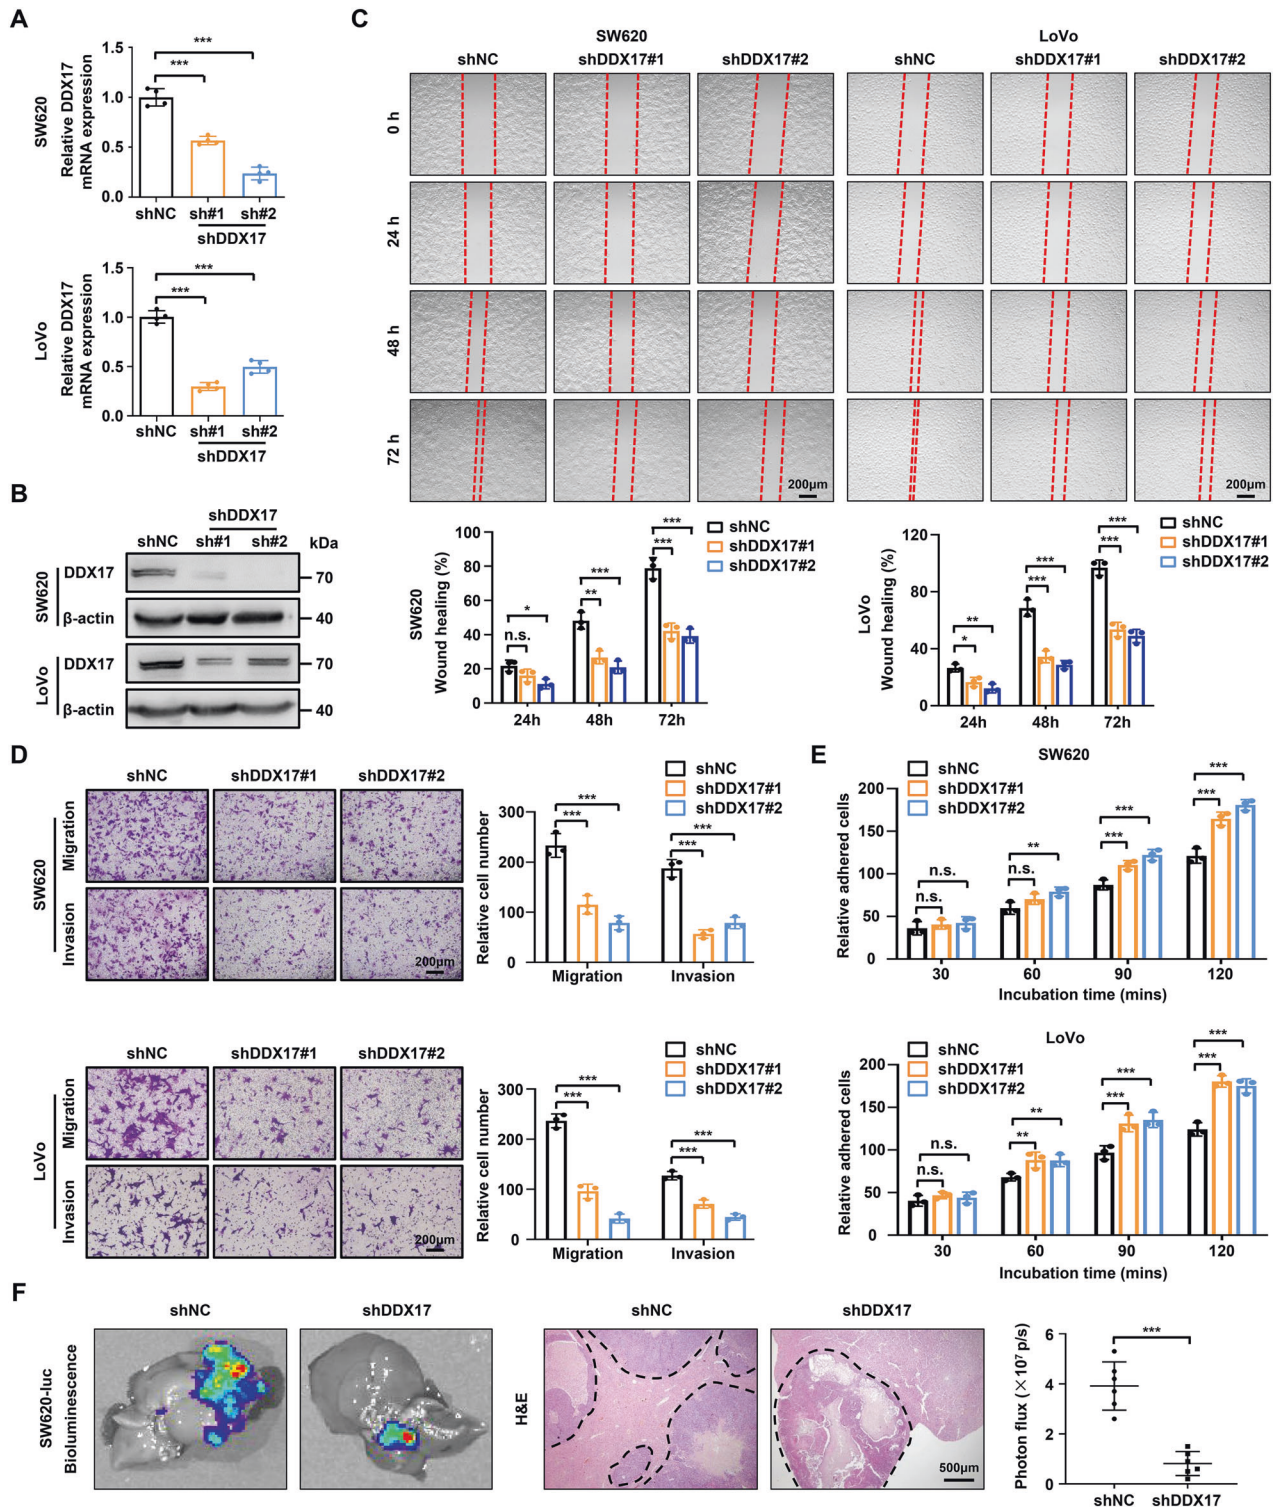 A
SW620
Relative DDX17
mRNA expression
1.5
1.0
0.5
0.0
***
***
shNC
sh#1
sh#2
shDDX17
LoVo
Relative DDX17
mRNA expression
1.5
1.0
0.5
0.0
***
***
shNC
sh#1
sh#2
shDDX17
B
shDDX17
shNC
sh#1
sh#2
kDa
SW620
DDX17
70
β-actin
40
LoVo
DDX17
70
β-actin
40
C
SW620
LoVo
shNC
shDDX17#1
shDDX17#2
shNC
shDDX17#1
shDDX17#2
0 h
24 h
48 h
72 h
200μm
200μm
SW620
Wound healing (%)
100
80
60
40
20
0
n.s.
*
**
***
***
***
24h
48h
72h
shNC
shDDX17#1
shDDX17#2
LoVo
Wound healing (%)
120
80
40
0
*
**
***
***
***
***
24h
48h
72h
shNC
shDDX17#1
shDDX17#2
D
shNC
shDDX17#1
shDDX17#2
SW620
Migration
Invasion
200μm
Relative cell number
300
200
100
0
***
***
***
***
Migration
Invasion
shNC
shDDX17#1
shDDX17#2
shNC
shDDX17#1
shDDX17#2
LoVo
Migration
Invasion
200μm
Relative cell number
300
200
100
0
***
***
***
***
Migration
Invasion
shNC
shDDX17#1
shDDX17#2
E
SW620
shNC
shDDX17#1
shDDX17#2
Relative adhered cells
200
150
100
50
0
n.s.
n.s.
n.s.
**
***
***
***
***
30
60
90
120
Incubation time (mins)
LoVo
shNC
shDDX17#1
shDDX17#2
Relative adhered cells
200
150
100
50
0
n.s.
n.s.
**
**
***
***
***
***
30
60
90
120
Incubation time (mins)
F
shNC
shDDX17
SW620-luc
Bioluminescence
shNC
shDDX17
H&E
500μm
Photon flux (×10⁷ p/s)
6
4
2
0
***
shNC
shDDX17